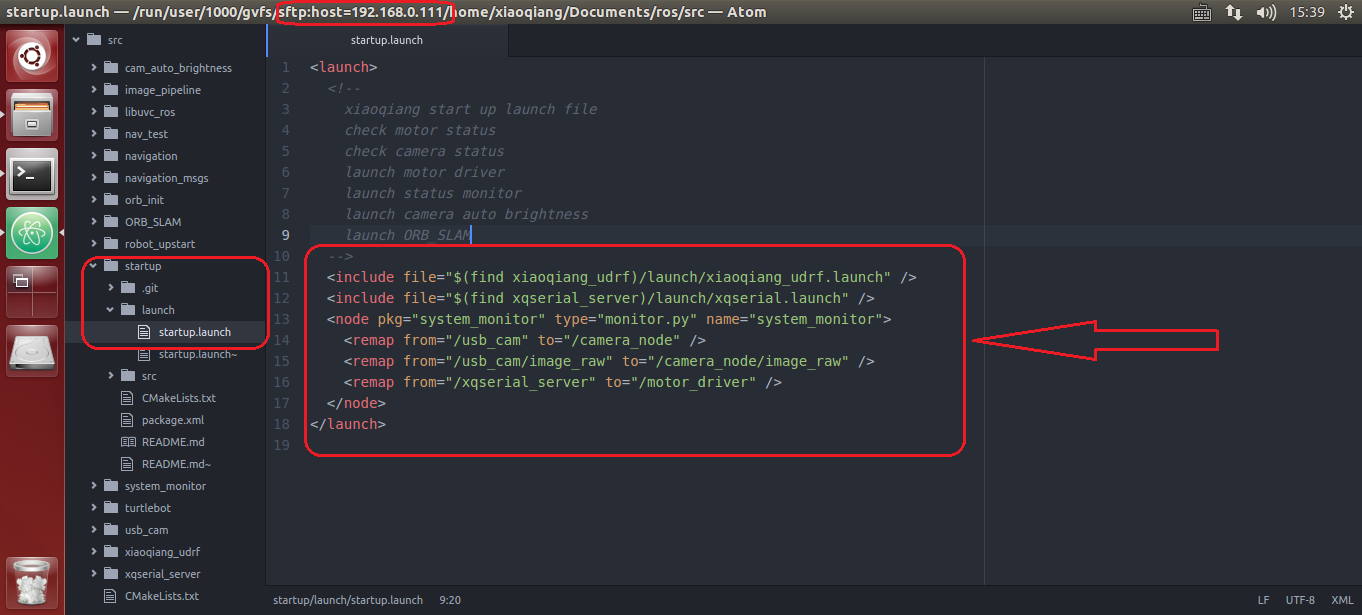 startup.launch — /run/user/1000/gvfs/sftp:host=192.168.0.111/home/xiaoqiang/Documents/ros/src — Atom
15:39
src
cam_auto_brightness
image_pipeline
libuvc_ros
nav_test
navigation
navigation_msgs
orb_init
ORB_SLAM
robot_upstart
startup
.git
launch
startup.launch
startup.launch~
src
CMakeLists.txt
package.xml
README.md
README.md~
system_monitor
turtlebot
usb_cam
xiaoqiang_udrf
xqserial_server
CMakeLists.txt
startup.launch
1 <launch>
2 <!--
3 xiaoqiang start up launch file
4 check motor status
5 check camera status
6 launch motor driver
7 launch status monitor
8 launch camera auto brightness
9 launch ORB_SLAM
10 -->
11 <include file="$(find xiaoqiang_udrf)/launch/xiaoqiang_udrf.launch" />
12 <include file="$(find xqserial_server)/launch/xqserial.launch" />
13 <node pkg="system_monitor" type="monitor.py" name="system_monitor">
14 <remap from="/usb_cam" to="/camera_node" />
15 <remap from="/usb_cam/image_raw" to="/camera_node/image_raw" />
16 <remap from="/xqserial_server" to="/motor_driver" />
17 </node>
18 </launch>
19
startup/launch/startup.launch 9:20 LF UTF-8 XML